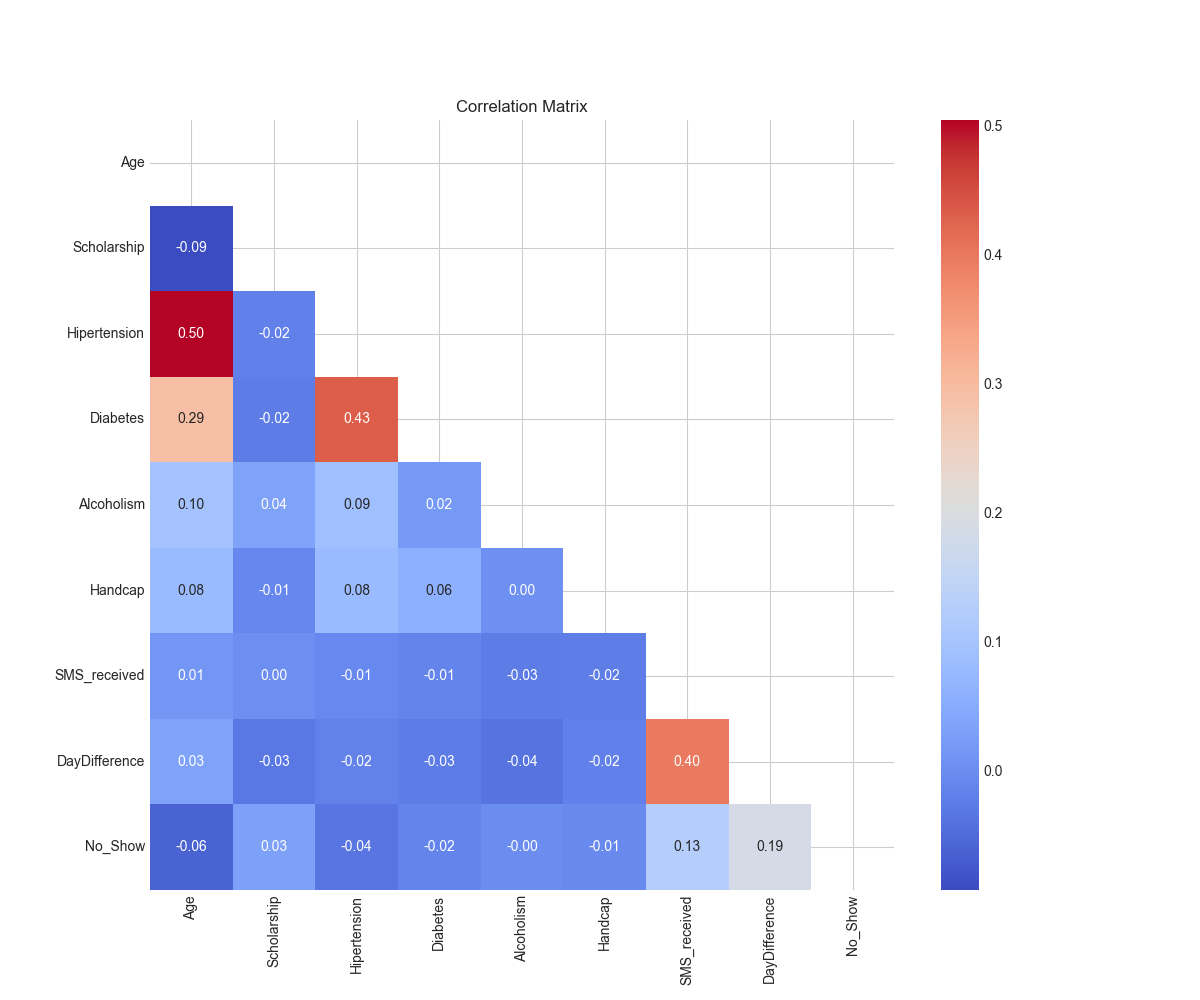 Correlation Matrix
Age
Scholarship -0.09
Hipertension 0.50 -0.02
Diabetes 0.29 -0.02 0.43
Alcoholism 0.10 0.04 0.09 0.02
Handcap 0.08 -0.01 0.08 0.06 0.00
SMS_received 0.01 0.00 -0.01 -0.01 -0.03 -0.02
DayDifference 0.03 -0.03 -0.02 -0.03 -0.04 -0.02 0.40
No_Show -0.06 0.03 -0.04 -0.02 -0.00 -0.01 0.13 0.19
Age Scholarship Hipertension Diabetes Alcoholism Handcap SMS_received DayDifference No_Show
0.5
0.4
0.3
0.2
0.1
0.0